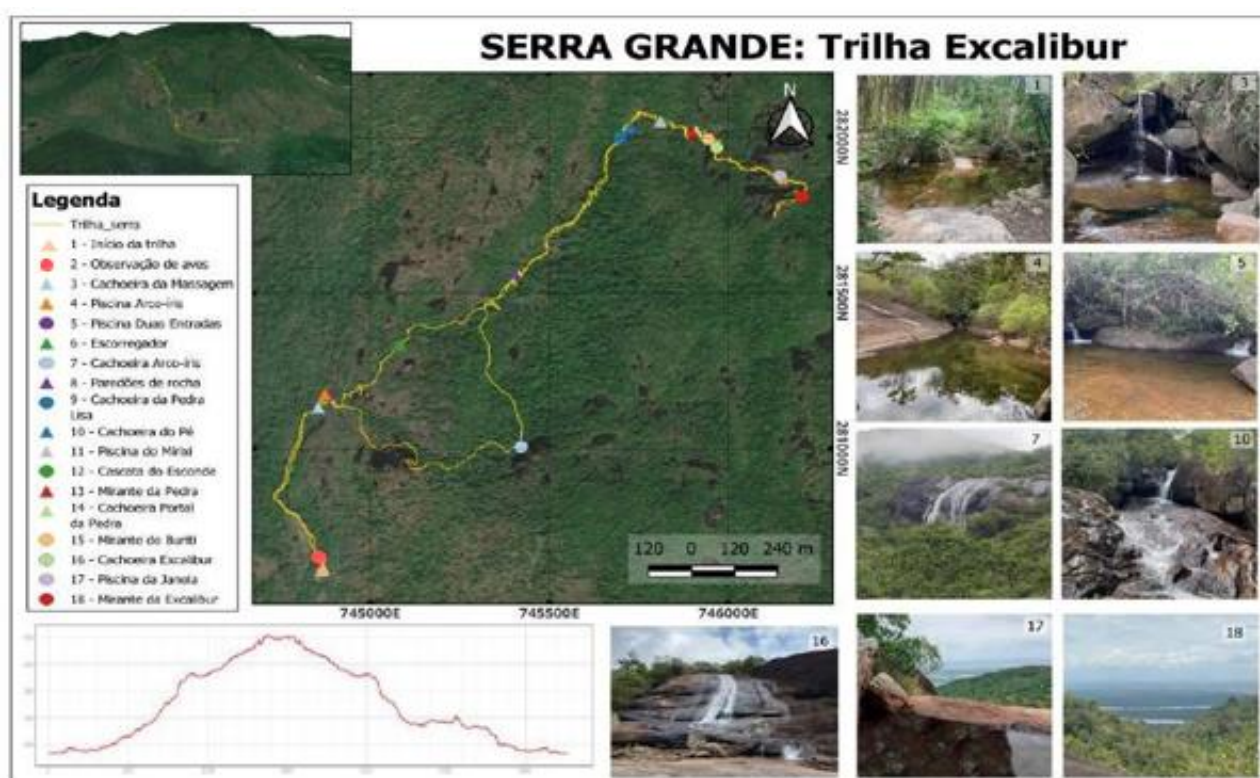 SERRA GRANDE: Trilha Excalibur
N
Legenda
Trilha_serra
1 - Início da trilha
2 - Observação de aves
3 - Cachoeira da Massagem
4 - Piscina Arco-íris
5 - Piscina Duas Entradas
6 - Escorregador
7 - Cachoeira Arco-íris
8 - Paredões de rocha
9 - Cachoeira da Pedra
Lisa
10 - Cachoeira do Pé
11 - Piscina do Mirixi
12 - Cascata do Esconde
13 - Mirante da Pedra
14 - Cachoeira Portal
da Pedra
15 - Mirante do Buriti
16 - Cachoeira Excalibur
17 - Piscina da Janela
18 - Mirante da Excalibur
282000N
281500N
281000N
120 0 120 240 m
745000E 745500E 746000E
1
3
4
5
7
10
16
17
18